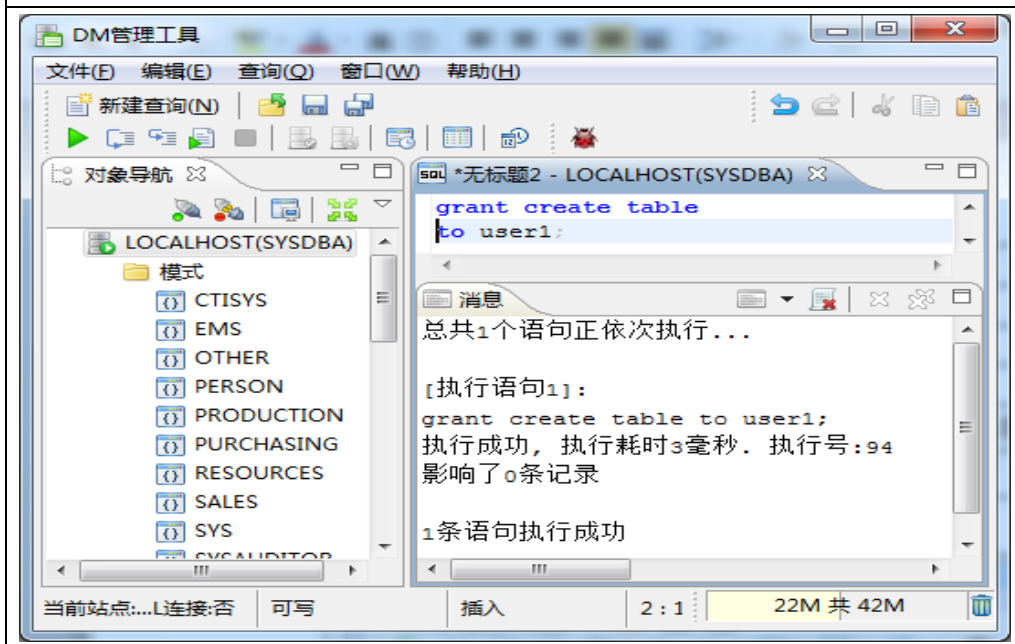 DM管理工具
文件(F) 编辑(E) 查询(Q) 窗口(W) 帮助(H)
新建查询(N)
对象导航
LOCALHOST(SYSDBA)
模式
CTISYS
EMS
OTHER
PERSON
PRODUCTION
PURCHASING
RESOURCES
SALES
SYS
SYSAUDITOR
*无标题2 - LOCALHOST(SYSDBA)
grant create table
to user1;
消息
总共1个语句正依次执行...
[执行语句1]:
grant create table to user1;
执行成功, 执行耗时3毫秒. 执行号:94
影响了0条记录
1条语句执行成功
当前站点:...L连接:否 可写 插入 2 : 1 22M 共 42M